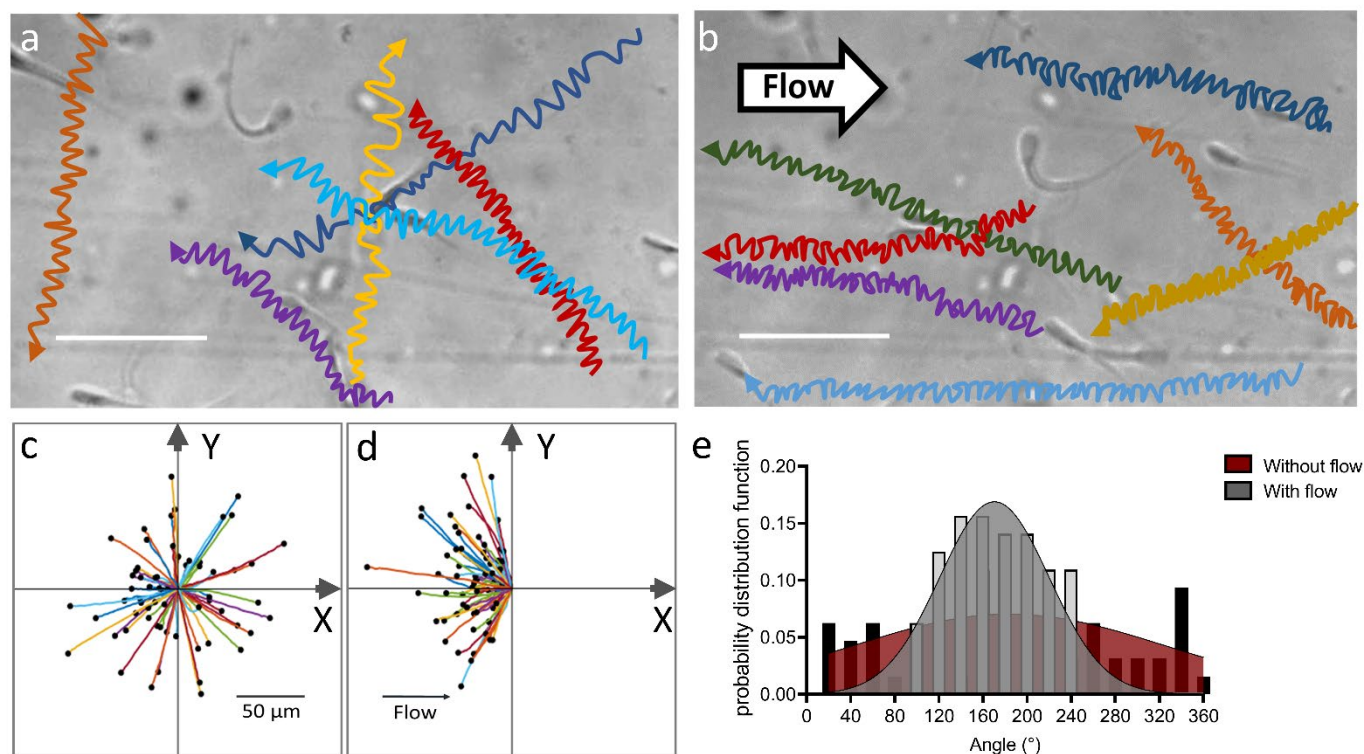 a
b
Flow
c
Y
X
50 µm
d
Y
X
Flow
e
Without flow
With flow
probability distribution function
0.20
0.15
0.10
0.05
0.00
0 40 80 120 160 200 240 280 320 360
Angle (°)